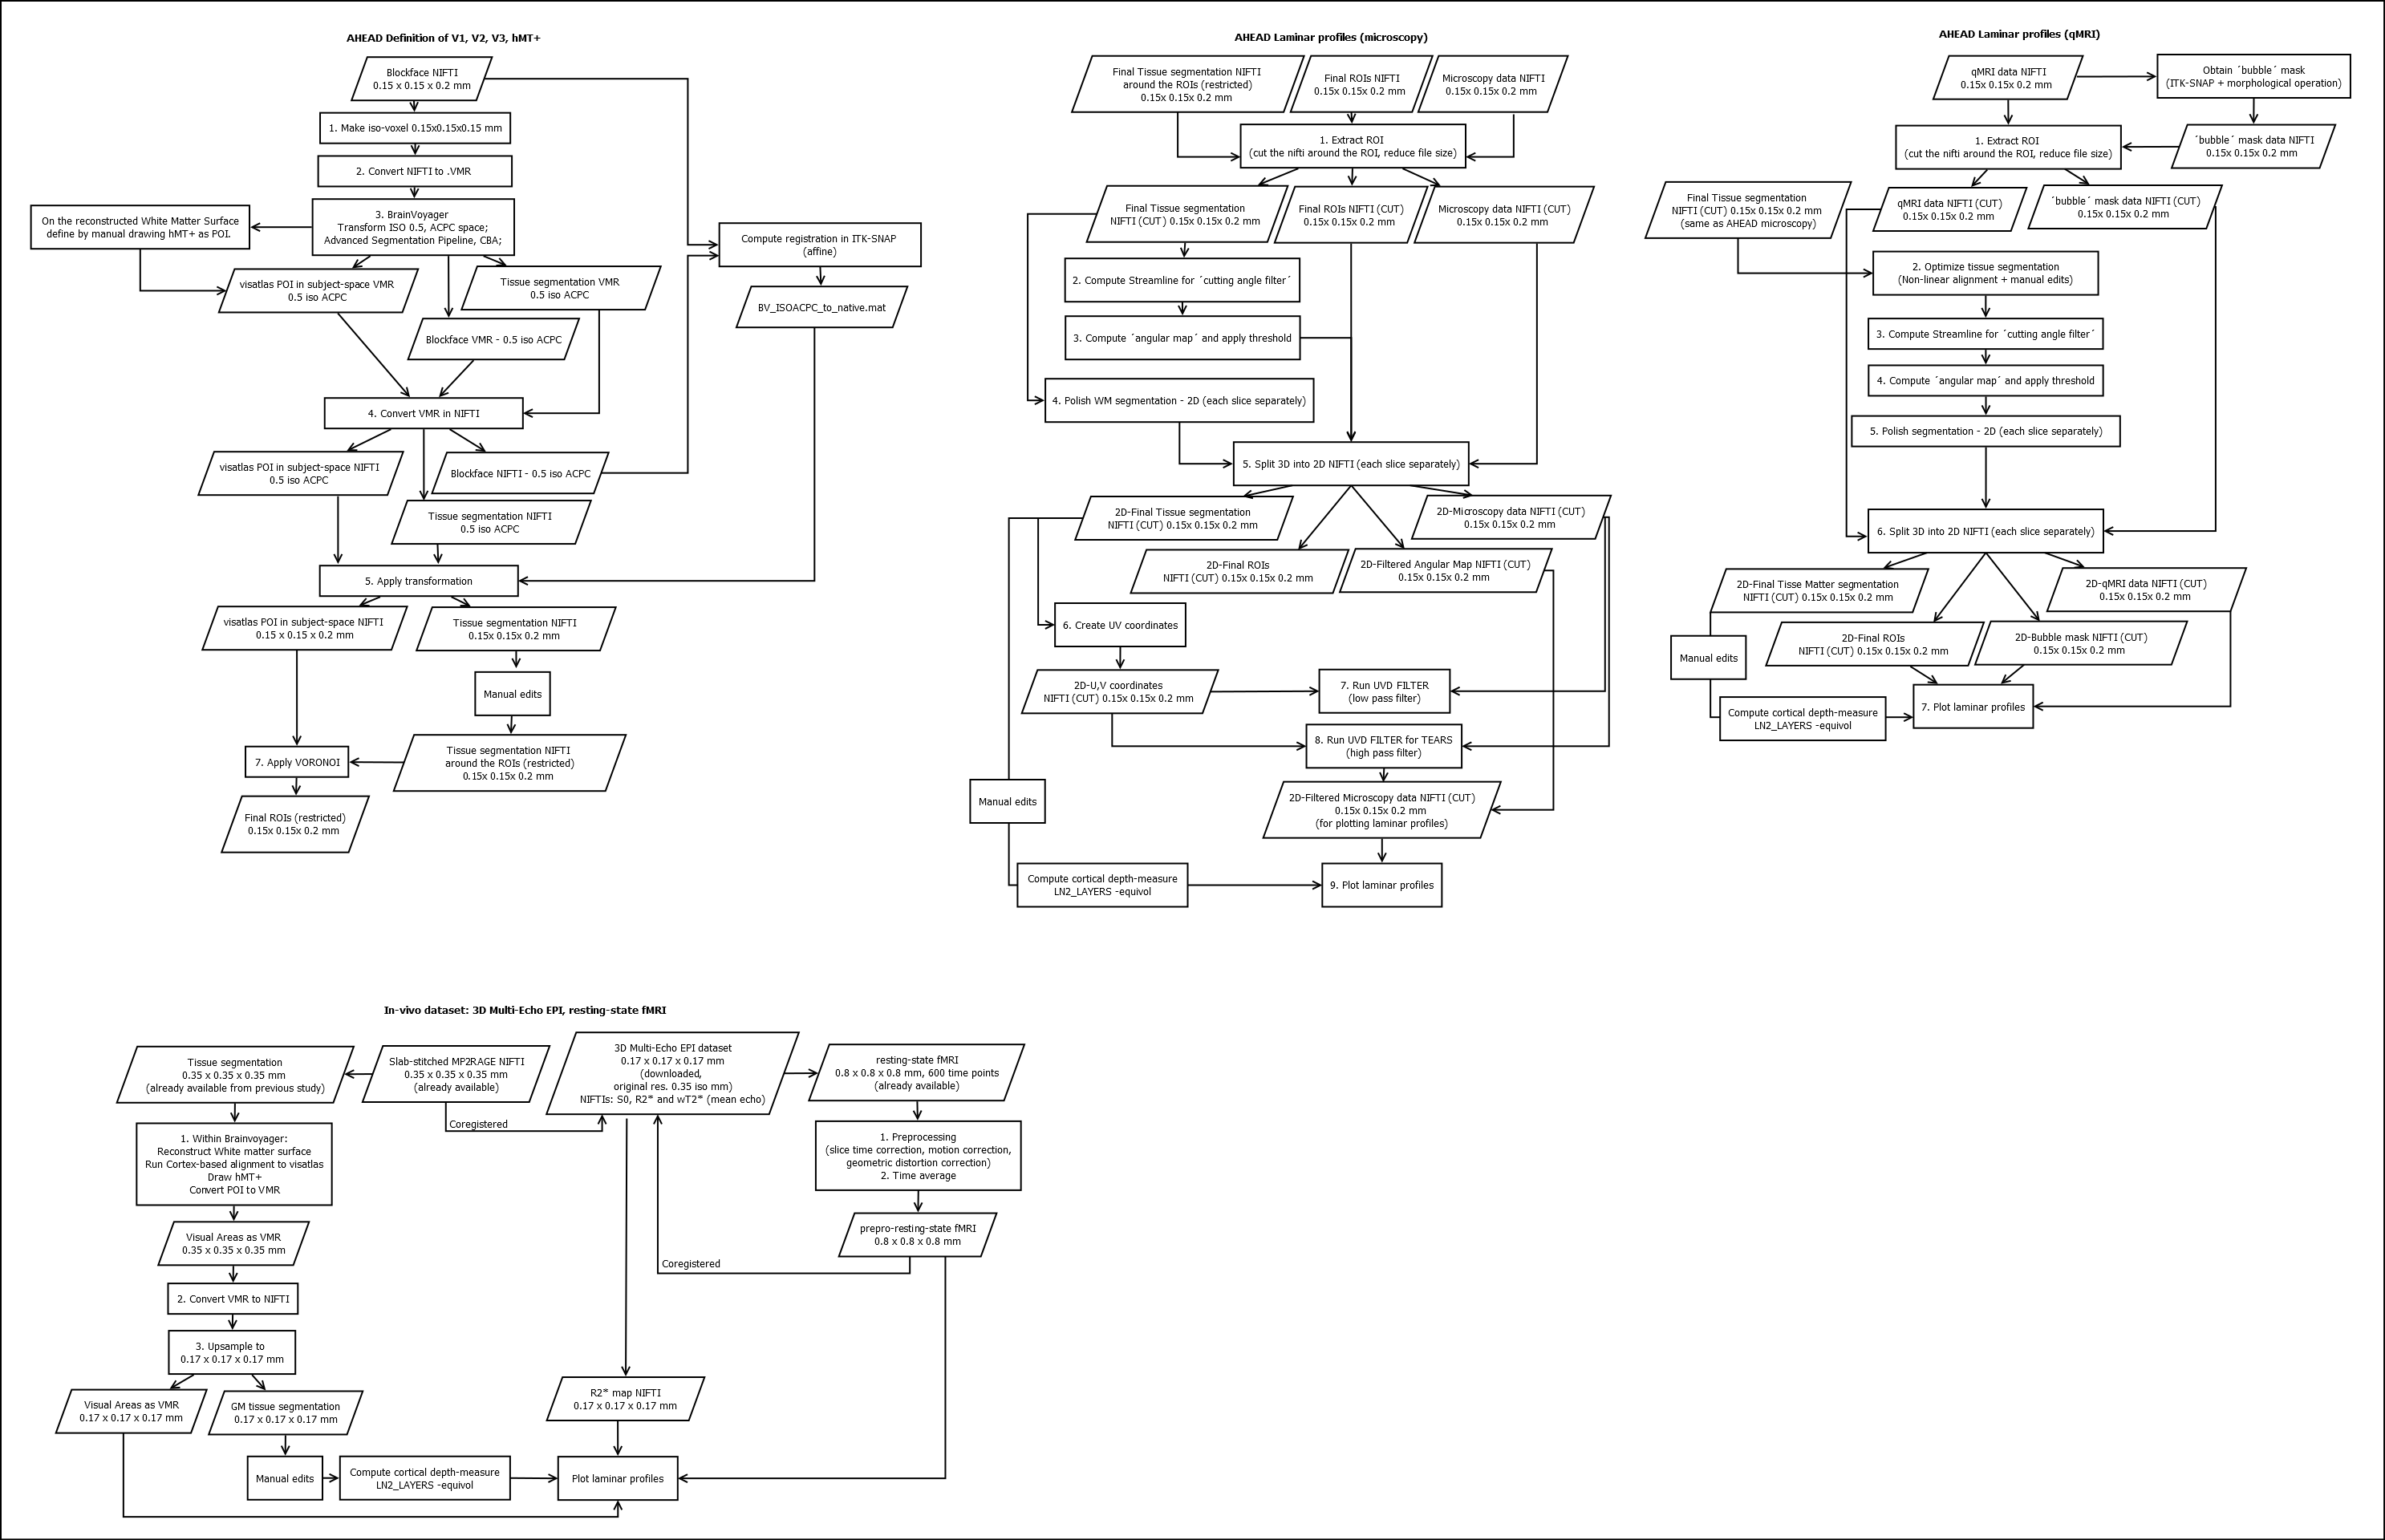 AHEAD Definition of V1, V2, V3, hMT+
Blockface NIFTI
0.15 x 0.15 x 0.2 mm
1. Make iso-voxel 0.15x0.15x0.15 mm
2. Convert NIFTI to .VMR
3. BrainVoyager
Transform ISO 0.5, ACPC space;
Advanced Segmentation Pipeline, CBA;
On the reconstructed White Matter Surface
define by manual drawing hMT+ as POI.
visatlas POI in subject-space VMR
0.5 iso ACPC
Tissue segmentation VMR
0.5 iso ACPC
Blockface VMR - 0.5 iso ACPC
Compute registration in ITK-SNAP
(affine)
BV_ISOACPC_to_native.mat
4. Convert VMR in NIFTI
visatlas POI in subject-space NIFTI
0.5 iso ACPC
Blockface NIFTI - 0.5 iso ACPC
Tissue segmentation NIFTI
0.5 iso ACPC
5. Apply transformation
visatlas POI in subject-space NIFTI
0.15 x 0.15 x 0.2 mm
Tissue segmentation NIFTI
0.15x 0.15x 0.2 mm
Manual edits
Tissue segmentation NIFTI
around the ROIs (restricted)
0.15x 0.15x 0.2 mm
7. Apply VORONOI
Final ROIs (restricted)
0.15x 0.15x 0.2 mm
AHEAD Laminar profiles (microscopy)
Final Tissue segmentation NIFTI
around the ROIs (restricted)
0.15x 0.15x 0.2 mm
Final ROIs NIFTI
0.15x 0.15x 0.2 mm
Microscopy data NIFTI
0.15x 0.15x 0.2 mm
1. Extract ROI
(cut the nifti around the ROI, reduce file size)
Final Tissue segmentation
NIFTI (CUT) 0.15x 0.15x 0.2 mm
Final ROIs NIFTI (CUT)
0.15x 0.15x 0.2 mm
Microscopy data NIFTI (CUT)
0.15x 0.15x 0.2 mm
2. Compute Streamline for ´cutting angle filter´
3. Compute ´angular map´ and apply threshold
4. Polish WM segmentation - 2D (each slice separately)
5. Split 3D into 2D NIFTI (each slice separately)
2D-Final Tissue segmentation
NIFTI (CUT) 0.15x 0.15x 0.2 mm
2D-Microscopy data NIFTI (CUT)
0.15x 0.15x 0.2 mm
2D-Final ROIs
NIFTI (CUT) 0.15x 0.15x 0.2 mm
2D-Filtered Angular Map NIFTI (CUT)
0.15x 0.15x 0.2 mm
6. Create UV coordinates
2D-U,V coordinates
NIFTI (CUT) 0.15x 0.15x 0.2 mm
7. Run UVD FILTER
(low pass filter)
8. Run UVD FILTER for TEARS
(high pass filter)
Manual edits
2D-Filtered Microscopy data NIFTI (CUT)
0.15x 0.15x 0.2 mm
(for plotting laminar profiles)
Compute cortical depth-measure
LN2_LAYERS -equivol
9. Plot laminar profiles
AHEAD Laminar profiles (qMRI)
qMRI data NIFTI
0.15x 0.15x 0.2 mm
Obtain ´bubble´ mask
(ITK-SNAP + morphological operation)
1. Extract ROI
(cut the nifti around the ROI, reduce file size)
´bubble´ mask data NIFTI
0.15x 0.15x 0.2 mm
Final Tissue segmentation
NIFTI (CUT) 0.15x 0.15x 0.2 mm
(same as AHEAD microscopy)
qMRI data NIFTI (CUT)
0.15x 0.15x 0.2 mm
´bubble´ mask data NIFTI (CUT)
0.15x 0.15x 0.2 mm
2. Optimize tissue segmentation
(Non-linear alignment + manual edits)
3. Compute Streamline for ´cutting angle filter´
4. Compute ´angular map´ and apply threshold
5. Polish segmentation - 2D (each slice separately)
6. Split 3D into 2D NIFTI (each slice separately)
2D-Final Tisse Matter segmentation
NIFTI (CUT) 0.15x 0.15x 0.2 mm
2D-qMRI data NIFTI (CUT)
0.15x 0.15x 0.2 mm
2D-Final ROIs
NIFTI (CUT) 0.15x 0.15x 0.2 mm
2D-Bubble mask NIFTI (CUT)
0.15x 0.15x 0.2 mm
Manual edits
Compute cortical depth-measure
LN2_LAYERS -equivol
7. Plot laminar profiles
In-vivo dataset: 3D Multi-Echo EPI, resting-state fMRI
Tissue segmentation
0.35 x 0.35 x 0.35 mm
(already available from previous study)
Slab-stitched MP2RAGE NIFTI
0.35 x 0.35 x 0.35 mm
(already available)
3D Multi-Echo EPI dataset
0.17 x 0.17 x 0.17 mm
(downloaded,
original res. 0.35 iso mm)
NIFTIs: S0, R2* and wT2* (mean echo)
resting-state fMRI
0.8 x 0.8 x 0.8 mm, 600 time points
(already available)
Coregistered
1. Within Brainvoyager:
Reconstruct White matter surface
Run Cortex-based alignment to visatlas
Draw hMT+
Convert POI to VMR
1. Preprocessing
(slice time correction, motion correction,
geometric distortion correction)
2. Time average
Visual Areas as VMR
0.35 x 0.35 x 0.35 mm
prepro-resting-state fMRI
0.8 x 0.8 x 0.8 mm
Coregistered
2. Convert VMR to NIFTI
3. Upsample to
0.17 x 0.17 x 0.17 mm
Visual Areas as VMR
0.17 x 0.17 x 0.17 mm
GM tissue segmentation
0.17 x 0.17 x 0.17 mm
R2* map NIFTI
0.17 x 0.17 x 0.17 mm
Manual edits
Compute cortical depth-measure
LN2_LAYERS -equivol
Plot laminar profiles